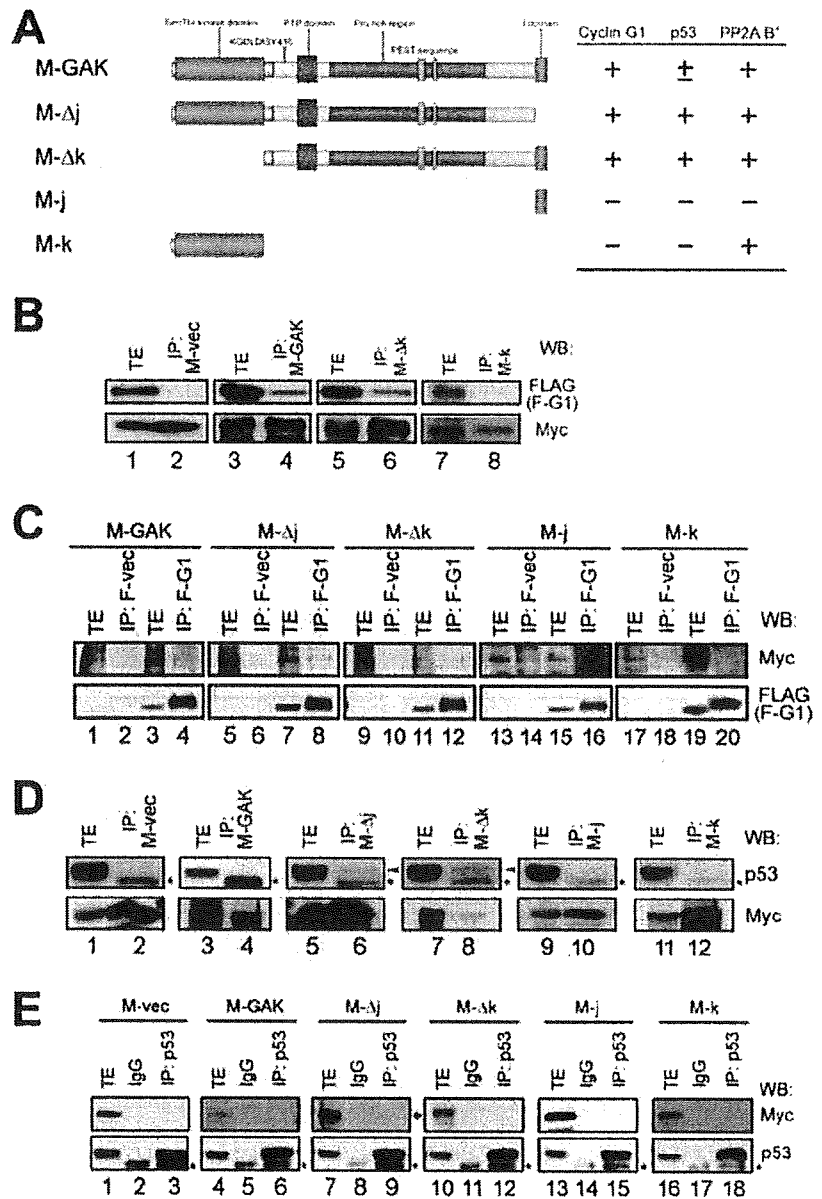 A
PTP domain
Pro rich region
PEST sequence
J domain
Cyclin G1 p53 PP2A B'
M-GAK + ± +
M-Δj + + +
M-Δk + + +
M-j - - -
M-k - - +
B
TE IP: M-vec TE IP: M-GAK TE IP: M-Δk TE IP: M-k WB:
FLAG
(F-G1)
Myc
1 2 3 4 5 6 7 8
C
M-GAK M-Δj M-Δk M-j M-k
TE IP: F-vec TE IP: F-G1 TE IP: F-vec TE IP: F-G1 TE IP: F-vec TE IP: F-G1 TE IP: F-vec TE IP: F-G1 TE IP: F-vec TE IP: F-G1 WB:
Myc
FLAG
(F-G1)
1 2 3 4 5 6 7 8 9 10 11 12 13 14 15 16 17 18 19 20
D
TE IP: M-vec TE IP: M-GAK TE IP: M-Δj TE IP: M-Δk TE IP: M-j TE IP: M-k WB:
* * * * * * p53
Myc
1 2 3 4 5 6 7 8 9 10 11 12
E
M-vec M-GAK M-Δj M-Δk M-j M-k
TE IgG IP: p53 TE IgG IP: p53 TE IgG IP: p53 TE IgG IP: p53 TE IgG IP: p53 TE IgG IP: p53 WB:
Myc
* * * * * * p53
1 2 3 4 5 6 7 8 9 10 11 12 13 14 15 16 17 18